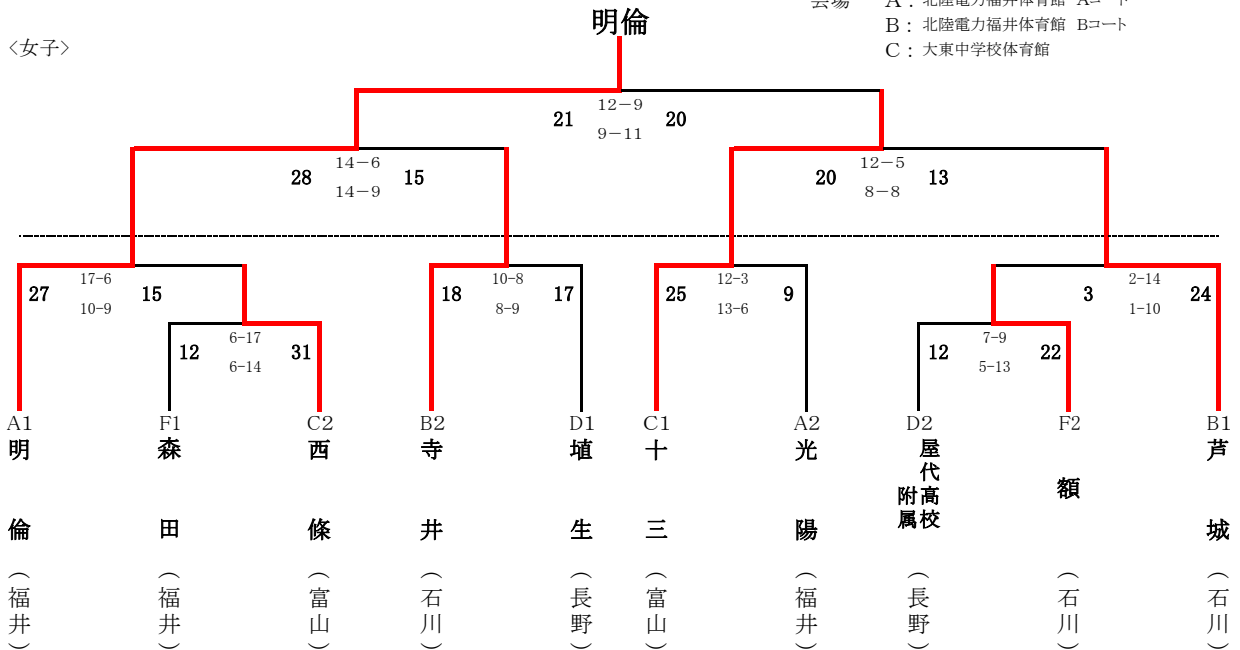 会場 A: 北陸電力福井体育館 Aコート
明倫
B: 北陸電力福井体育館 Bコート
〈女子〉
C: 大東中学校体育館
12−9
21 20
9−11
14−6
28 15
14−9
12−5
20 13
8−8
17-6
27 15
10-9
10-8
18 17
8-9
12-3
25 9
13-6
2-14
3 24
1-10
6-17
12 31
6-14
7-9
12 22
5-13
A1 F1 C2 B2 D1 C1 A2 D2 F2 B1
明倫(福井)
森田(福井)
西條(富山)
寺井(石川)
埴生(長野)
十三(富山)
光陽(福井)
屋代高校
附属
(長野)
額(石川)
芦城(石川)